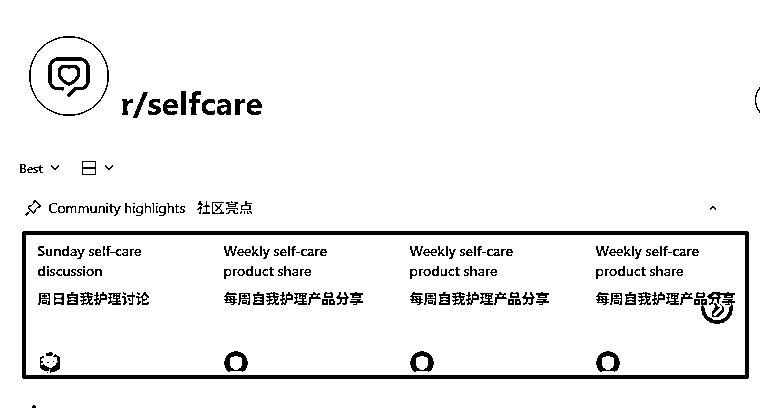 r/selfcare
Best
Community highlights 社区亮点
Sunday self-care
discussion
周日自我护理讨论
Weekly self-care
product share
每周自我护理产品分享
Weekly self-care
product share
每周自我护理产品分享
Weekly self-care
product share
每周自我护理产品分享